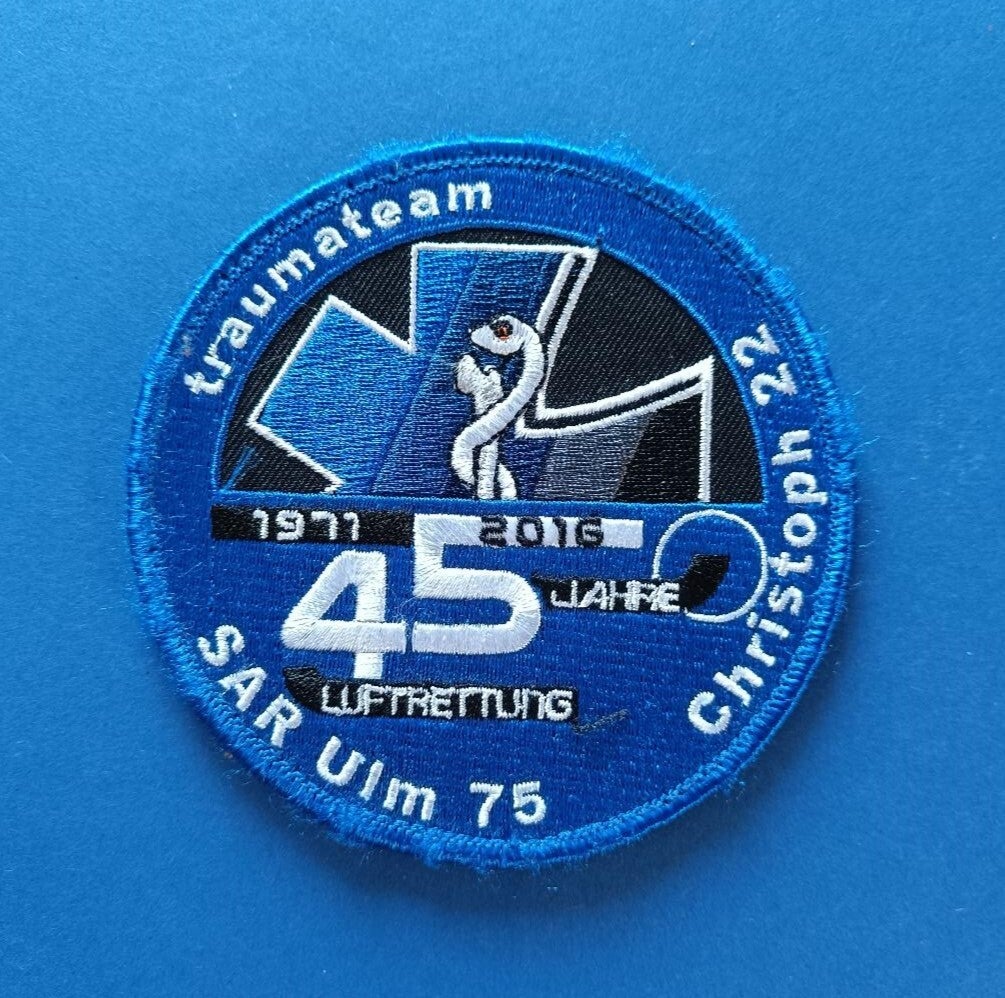 traumateam
Christoph 22
1971 2016
45
JAHRE
LUFTRETTUNG
SAR Ulm 75